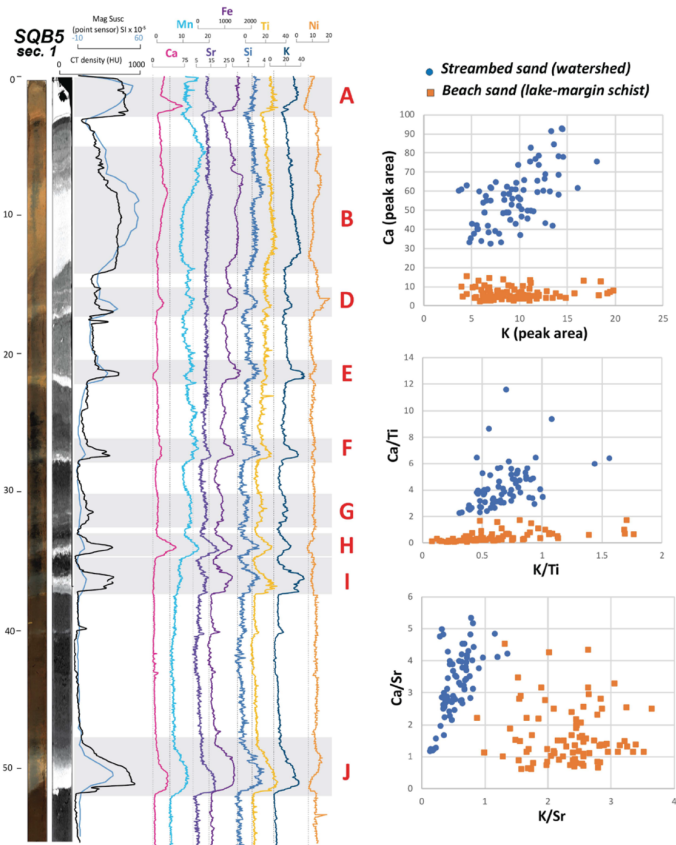 SQB5
sec. 1
Mag Susc
(point sensor) SI x 10⁻⁵
-10 60
CT density (HU)
1000
Mn
0 10 20
Fe
0 1000 2000
Ti
0 10 20
Ni
0 10 20
Ca
25 75
Sr
5 15 25
Si
0 2 4
K
0 20 40
0
10
20
30
40
50
A
B
D
E
F
G
H
I
J
Streambed sand (watershed)
Beach sand (lake-margin schist)
Ca (peak area)
100
90
80
70
60
50
40
30
20
10
0
0 5 10 15 20 25
K (peak area)
Ca/Ti
14
12
10
8
6
4
2
0
0 0.5 1 1.5 2
K/Ti
Ca/Sr
6
5
4
3
2
1
0
0 1 2 3 4
K/Sr